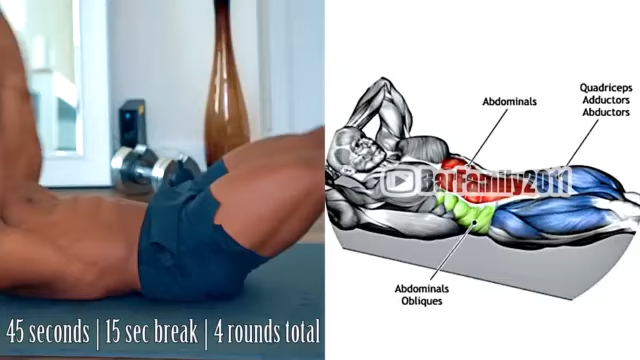 45 seconds | 15 sec break | 4 rounds total
Abdominals
Quadriceps
Adductors
Abductors
BarFamily2011
Abdominals
Obliques